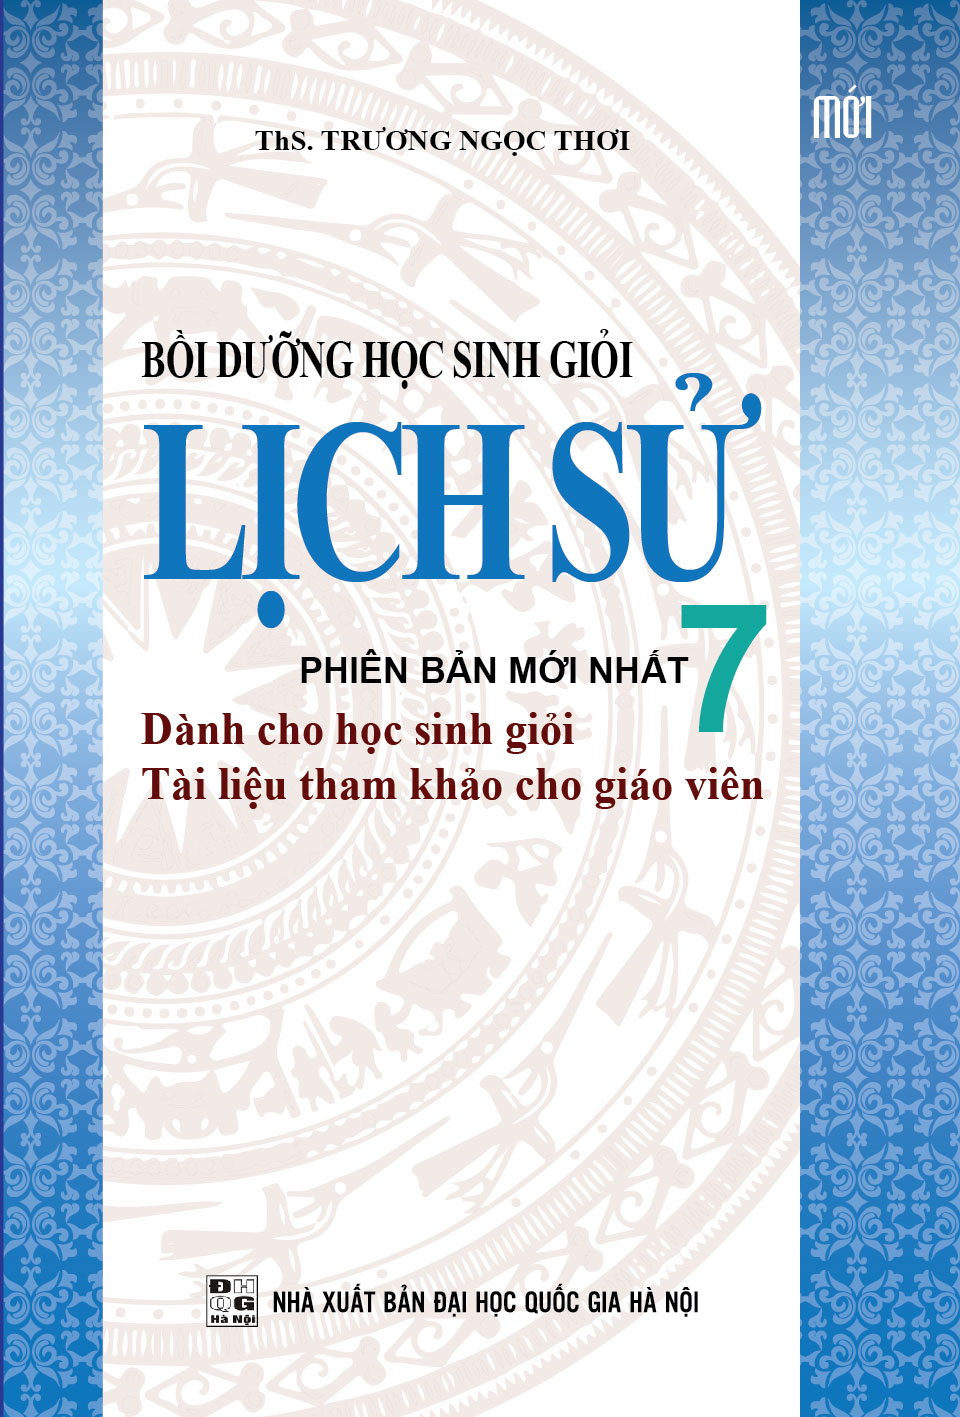 MỚI
ThS. TRƯƠNG NGỌC THƠI
BỒI DƯỠNG HỌC SINH GIỎI
LỊCH SỬ
7
PHIÊN BẢN MỚI NHẤT
Dành cho học sinh giỏi
Tài liệu tham khảo cho giáo viên
ĐH
QG
Hà Nội
NHÀ XUẤT BẢN ĐẠI HỌC QUỐC GIA HÀ NỘI